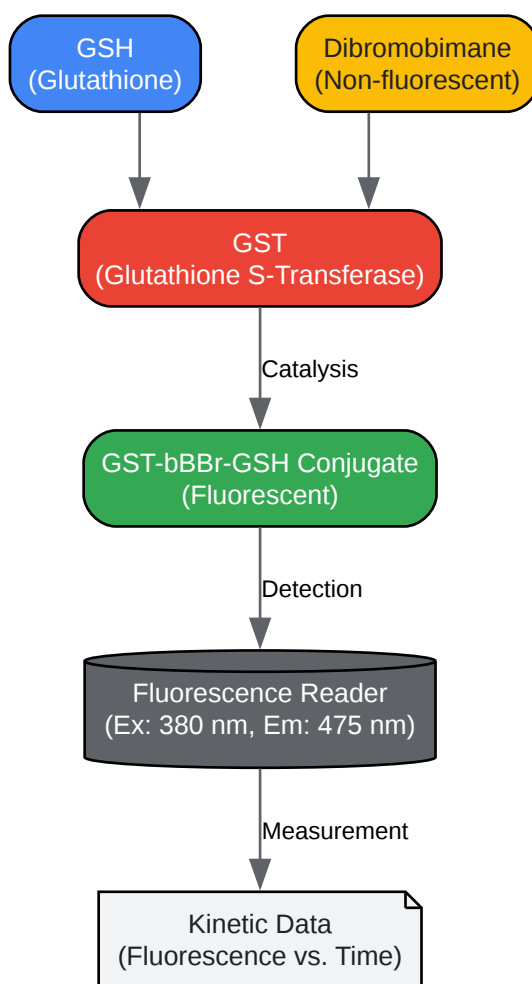 GSH
(Glutathione)
Dibromobimane
(Non-fluorescent)
GST
(Glutathione S-Transferase)
Catalysis
GST-bBBr-GSH Conjugate
(Fluorescent)
Detection
Fluorescence Reader
(Ex: 380 nm, Em: 475 nm)
Measurement
Kinetic Data
(Fluorescence vs. Time)